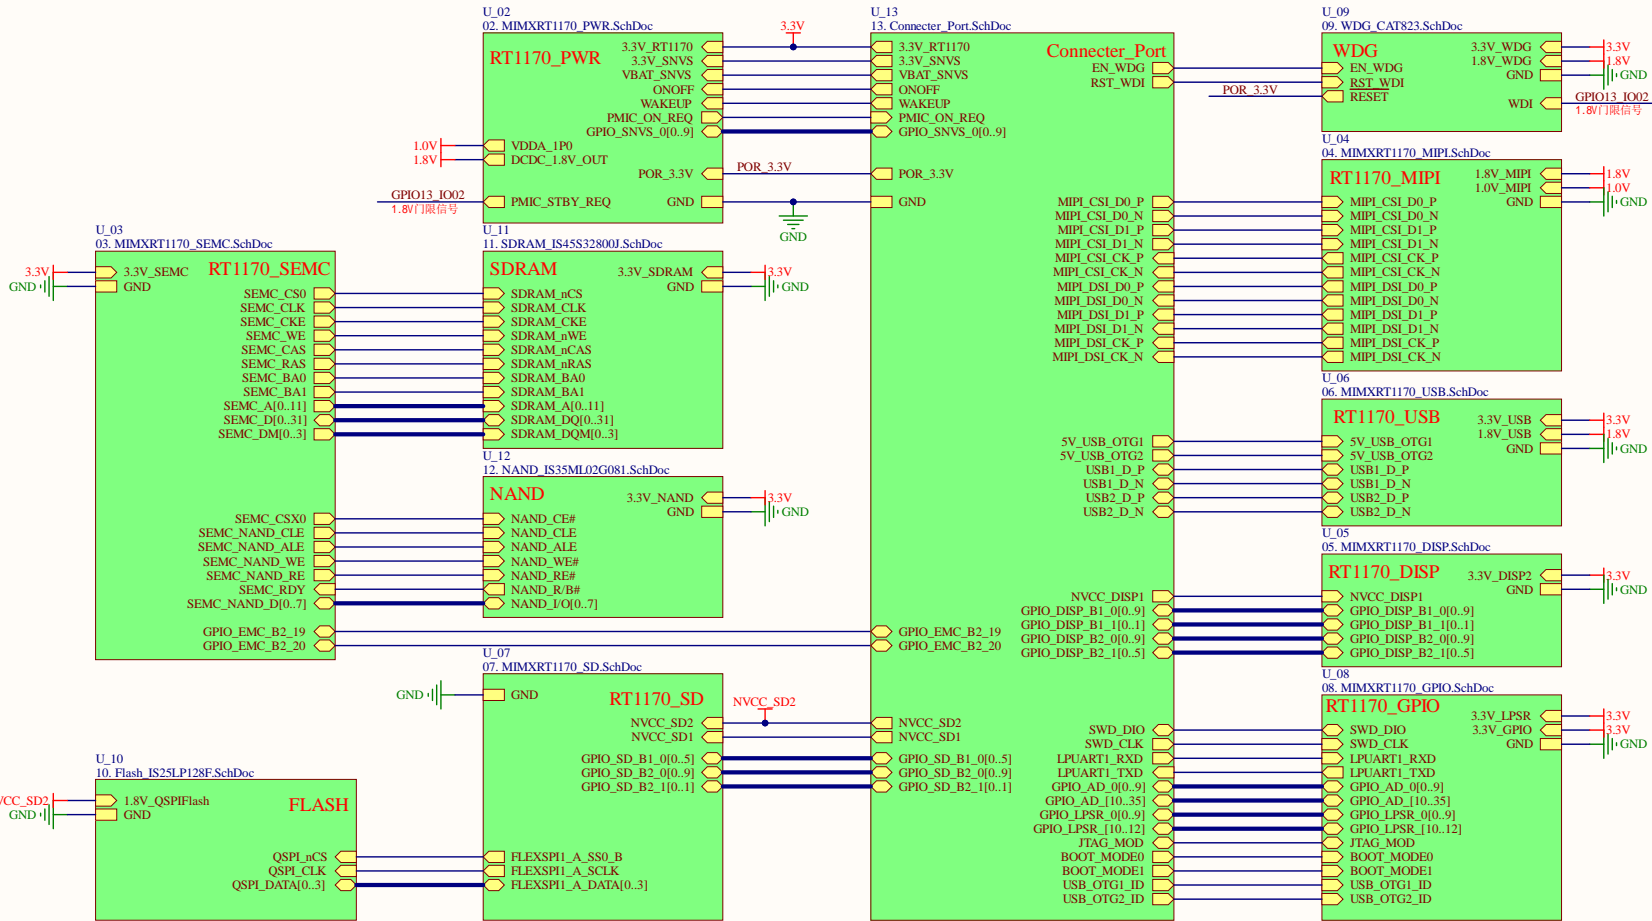 U_02
02. MIMXRT1170_PWR.SchDoc
RT1170_PWR
3.3V_RT1170
3.3V_SNVS
VBAT_SNVS
ONOFF
WAKEUP
PMIC_ON_REQ
GPIO_SNVS_0[0..9]
1.0V
VDDA_1P0
1.8V
DCDC_1.8V_OUT
POR_3.3V
POR_3.3V
GPIO13_IO02
1.8V门限信号
PMIC_STBY_REQ
GND
3.3V
GND
U_13
13. Connecter_Port.SchDoc
Connecter_Port
3.3V_RT1170
3.3V_SNVS
VBAT_SNVS
ONOFF
WAKEUP
PMIC_ON_REQ
GPIO_SNVS_0[0..9]
POR_3.3V
GND
EN_WDG
RST_WDI
MIPI_CSI_D0_P
MIPI_CSI_D0_N
MIPI_CSI_D1_P
MIPI_CSI_D1_N
MIPI_CSI_CK_P
MIPI_CSI_CK_N
MIPI_DSI_D0_P
MIPI_DSI_D0_N
MIPI_DSI_D1_P
MIPI_DSI_D1_N
MIPI_DSI_CK_P
MIPI_DSI_CK_N
5V_USB_OTG1
5V_USB_OTG2
USB1_D_P
USB1_D_N
USB2_D_P
USB2_D_N
NVCC_DISP1
GPIO_DISP_B1_0[0..9]
GPIO_DISP_B1_1[0..1]
GPIO_DISP_B2_0[0..9]
GPIO_DISP_B2_1[0..5]
GPIO_EMC_B2_19
GPIO_EMC_B2_20
NVCC_SD2
NVCC_SD1
GPIO_SD_B1_0[0..5]
GPIO_SD_B2_0[0..9]
GPIO_SD_B2_1[0..1]
SWD_DIO
SWD_CLK
LPUART1_RXD
LPUART1_TXD
GPIO_AD_0[0..9]
GPIO_AD_[10..35]
GPIO_LPSR_0[0..9]
GPIO_LPSR_[10..12]
JTAG_MOD
BOOT_MODE0
BOOT_MODE1
USB_OTG1_ID
USB_OTG2_ID
U_09
09. WDG_CAT823.SchDoc
WDG
3.3V_WDG
3.3V
1.8V_WDG
1.8V
EN_WDG
GND
GND
RST_WDI
POR_3.3V
RESET
WDI
GPIO13_IO02
1.8V门限信号
U_04
04. MIMXRT1170_MIPI.SchDoc
RT1170_MIPI
1.8V_MIPI
1.8V
1.0V_MIPI
1.0V
GND
GND
MIPI_CSI_D0_P
MIPI_CSI_D0_N
MIPI_CSI_D1_P
MIPI_CSI_D1_N
MIPI_CSI_CK_P
MIPI_CSI_CK_N
MIPI_DSI_D0_P
MIPI_DSI_D0_N
MIPI_DSI_D1_P
MIPI_DSI_D1_N
MIPI_DSI_CK_P
MIPI_DSI_CK_N
U_06
06. MIMXRT1170_USB.SchDoc
RT1170_USB
3.3V_USB
3.3V
1.8V_USB
1.8V
GND
GND
5V_USB_OTG1
5V_USB_OTG2
USB1_D_P
USB1_D_N
USB2_D_P
USB2_D_N
U_05
05. MIMXRT1170_DISP.SchDoc
RT1170_DISP
3.3V_DISP2
3.3V
GND
GND
NVCC_DISP1
GPIO_DISP_B1_0[0..9]
GPIO_DISP_B1_1[0..1]
GPIO_DISP_B2_0[0..9]
GPIO_DISP_B2_1[0..5]
U_08
08. MIMXRT1170_GPIO.SchDoc
RT1170_GPIO
3.3V_LPSR
3.3V
3.3V_GPIO
3.3V
GND
GND
SWD_DIO
SWD_CLK
LPUART1_RXD
LPUART1_TXD
GPIO_AD_0[0..9]
GPIO_AD_[10..35]
GPIO_LPSR_0[0..9]
GPIO_LPSR_[10..12]
JTAG_MOD
BOOT_MODE0
BOOT_MODE1
USB_OTG1_ID
USB_OTG2_ID
U_03
03. MIMXRT1170_SEMC.SchDoc
RT1170_SEMC
3.3V
3.3V_SEMC
GND
GND
SEMC_CS0
SEMC_CLK
SEMC_CKE
SEMC_WE
SEMC_CAS
SEMC_RAS
SEMC_BA0
SEMC_BA1
SEMC_A[0..11]
SEMC_D[0..31]
SEMC_DM[0..3]
SEMC_CSX0
SEMC_NAND_CLE
SEMC_NAND_ALE
SEMC_NAND_WE
SEMC_NAND_RE
SEMC_RDY
SEMC_NAND_D[0..7]
GPIO_EMC_B2_19
GPIO_EMC_B2_20
U_11
11. SDRAM_IS45S32800J.SchDoc
SDRAM
3.3V_SDRAM
3.3V
GND
GND
SDRAM_nCS
SDRAM_CLK
SDRAM_CKE
SDRAM_nWE
SDRAM_nCAS
SDRAM_nRAS
SDRAM_BA0
SDRAM_BA1
SDRAM_A[0..11]
SDRAM_DQ[0..31]
SDRAM_DQM[0..3]
U_12
12. NAND_IS35ML02G081.SchDoc
NAND
3.3V_NAND
3.3V
GND
GND
NAND_CE#
NAND_CLE
NAND_ALE
NAND_WE#
NAND_RE#
NAND_R/B#
NAND_I/O[0..7]
U_07
07. MIMXRT1170_SD.SchDoc
RT1170_SD
GND
GND
NVCC_SD2
NVCC_SD2
NVCC_SD1
GPIO_SD_B1_0[0..5]
GPIO_SD_B2_0[0..9]
GPIO_SD_B2_1[0..1]
FLEXSPI1_A_SS0_B
FLEXSPI1_A_SCLK
FLEXSPI1_A_DATA[0..3]
U_10
10. Flash_IS25LP128F.SchDoc
FLASH
VCC_SD2
1.8V_QSPIFlash
GND
GND
QSPI_nCS
QSPI_CLK
QSPI_DATA[0..3]